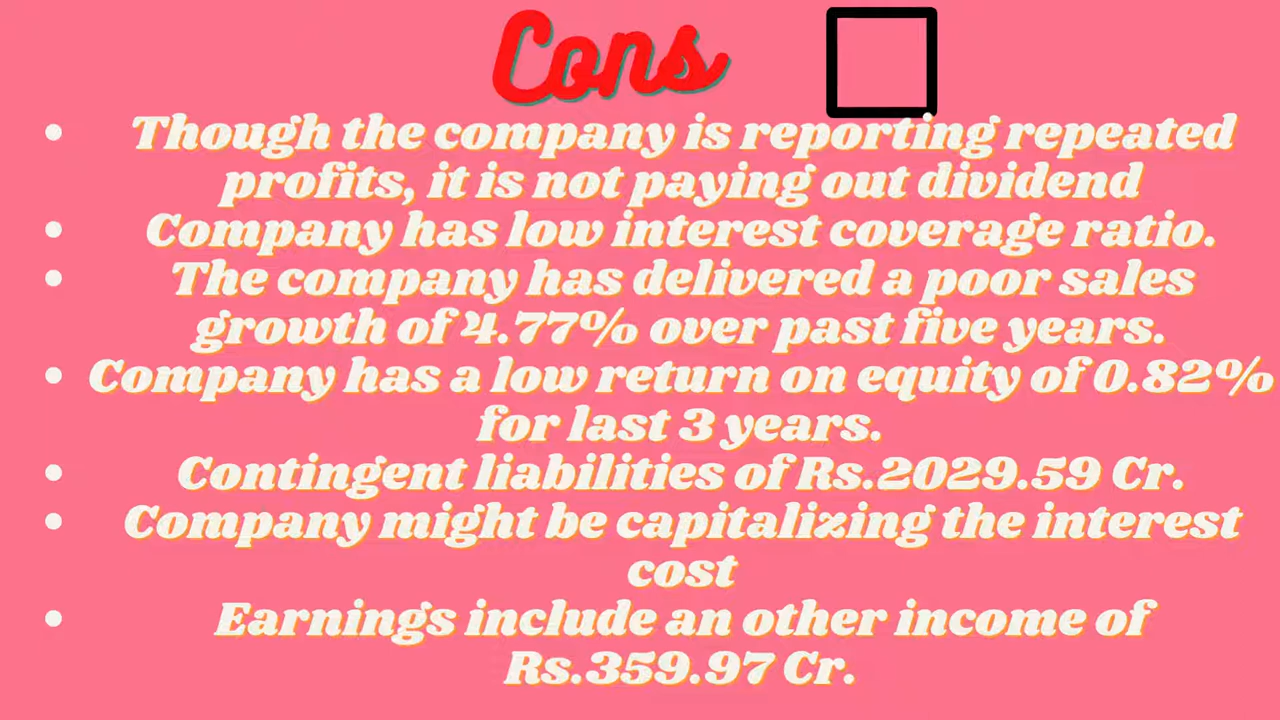 Cons
Though the company is reporting repeated
profits, it is not paying out dividend
Company has low interest coverage ratio.
The company has delivered a poor sales
growth of 4.77% over past five years.
Company has a low return on equity of 0.82%
for last 3 years.
Contingent liabilities of Rs.2029.59 Cr.
Company might be capitalizing the interest
cost
Earnings include an other income of
Rs.359.97 Cr.